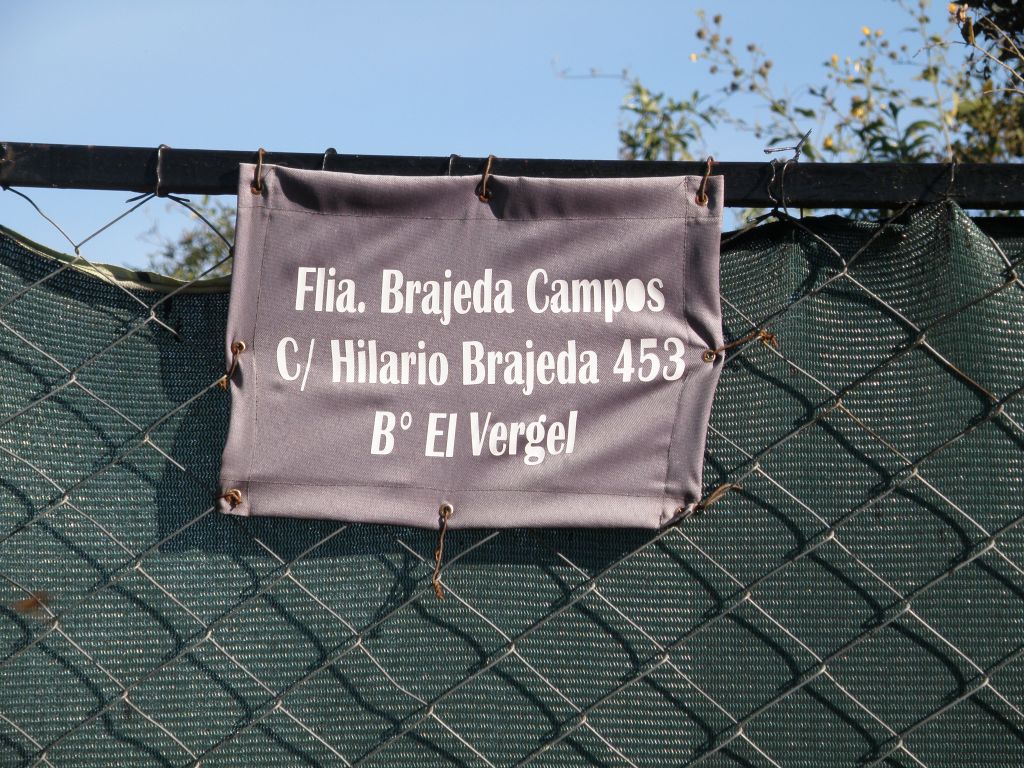 Flia. Brajeda Campos
C/ Hilario Brajeda 453
B° El Vergel